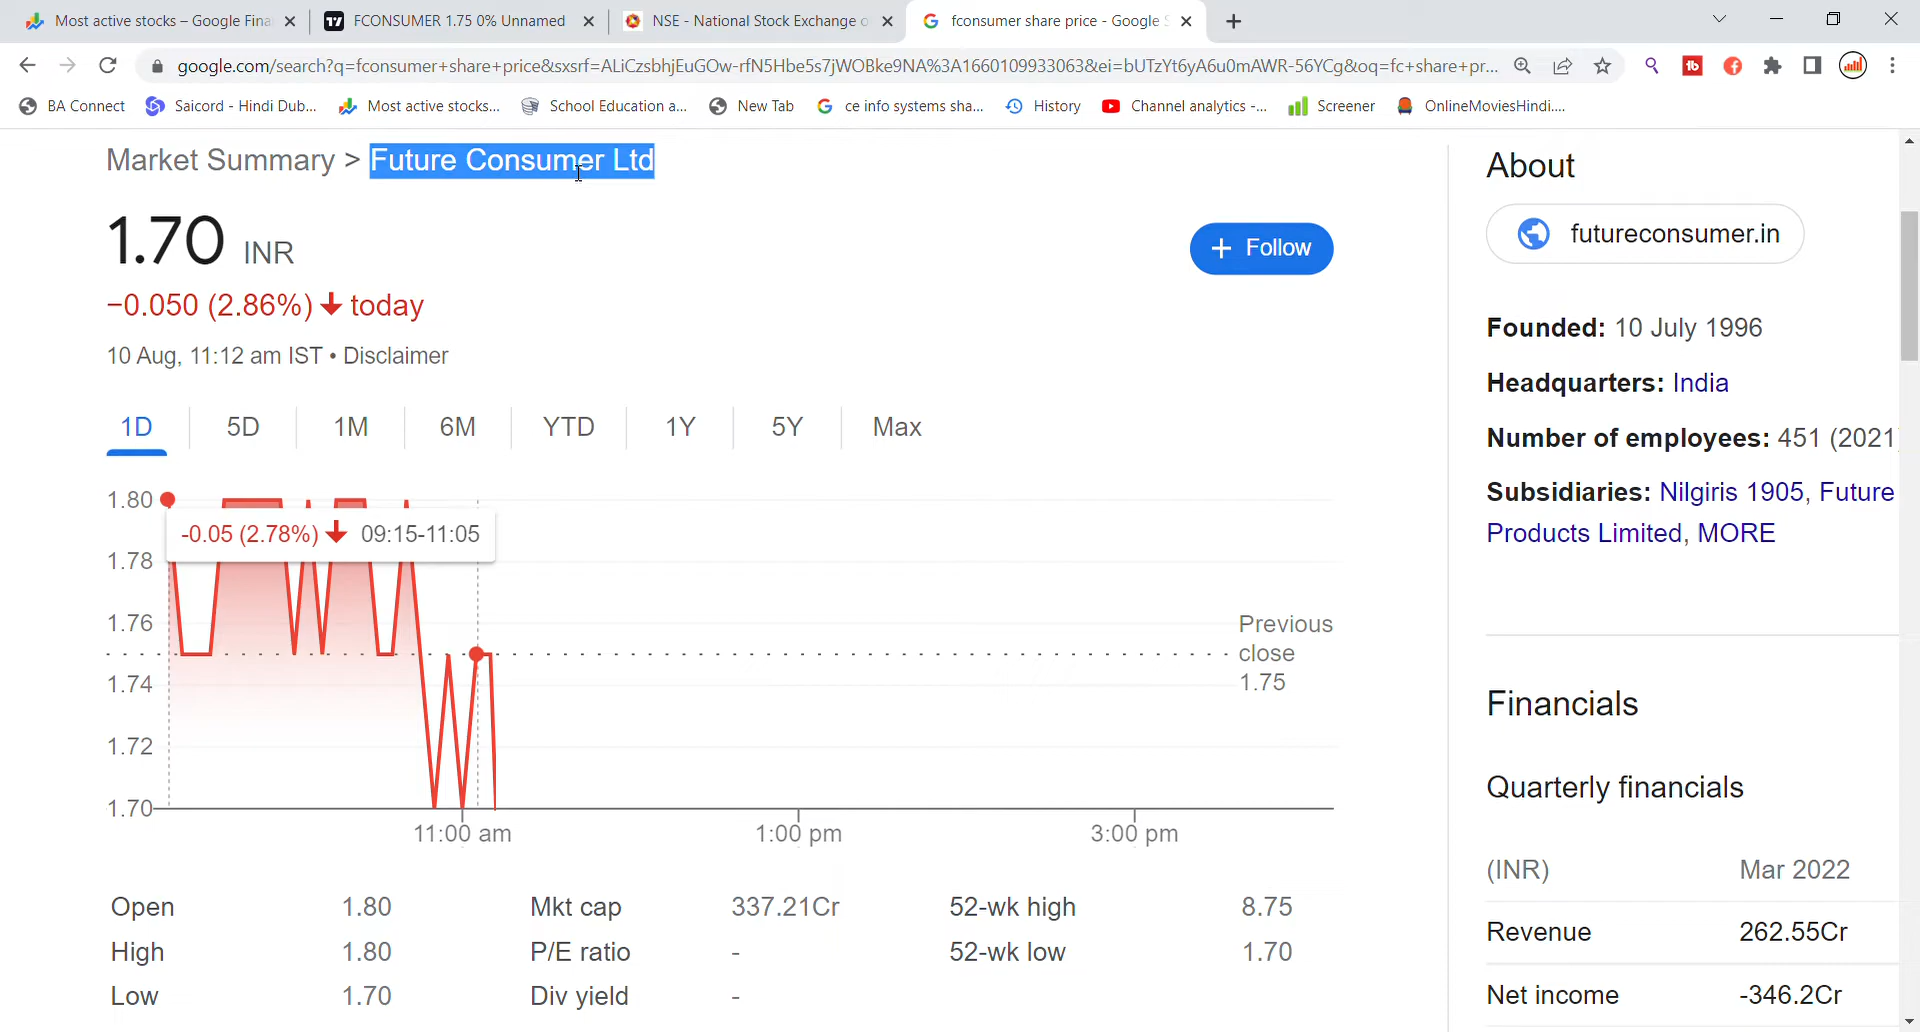 Most active stocks – Google Fina
FCONSUMER 1.75 0% Unnamed
NSE - National Stock Exchange o
fconsumer share price - Google S
google.com/search?q=fconsumer+share+price&sxsrf=ALiCzsbhjEuGOw-rfN5Hbe5s7jWOBke9NA%3A1660109933063&ei=bUTzYt6yA6u0mAWR-56YCg&oq=fc+share+pr...
BA Connect
Saicord - Hindi Dub...
Most active stocks...
School Education a...
New Tab
ce info systems sha...
History
Channel analytics -...
Screener
OnlineMoviesHindi....
Market Summary > Future Consumer Ltd
1.70 INR
+ Follow
−0.050 (2.86%) ↓ today
10 Aug, 11:12 am IST • Disclaimer
1D 5D 1M 6M YTD 1Y 5Y Max
1.80
-0.05 (2.78%) ↓ 09:15-11:05
1.78
1.76
1.74
1.72
1.70
Previous
close
1.75
11:00 am 1:00 pm 3:00 pm
Open 1.80 Mkt cap 337.21Cr 52-wk high 8.75
High 1.80 P/E ratio - 52-wk low 1.70
Low 1.70 Div yield -
About
futureconsumer.in
Founded: 10 July 1996
Headquarters: India
Number of employees: 451 (2021)
Subsidiaries: Nilgiris 1905, Future
Products Limited, MORE
Financials
Quarterly financials
(INR) Mar 2022
Revenue 262.55Cr
Net income -346.2Cr